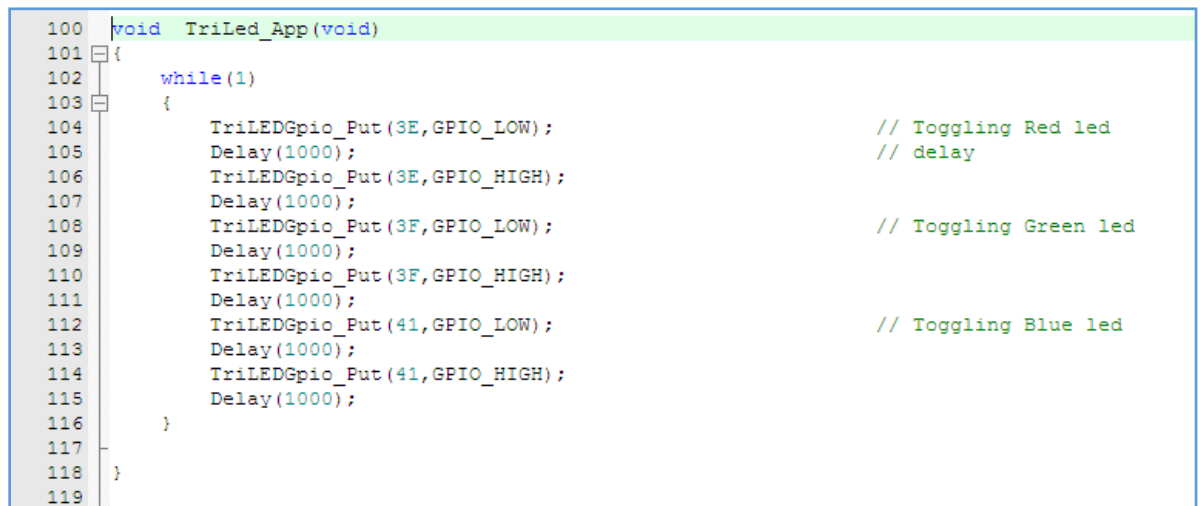 100 void  TriLed_App(void)
101 {
102     while(1)
103     {
104         TriLEDGpio_Put(3E,GPIO_LOW);                          // Toggling Red led
105         Delay(1000);                                          // delay
106         TriLEDGpio_Put(3E,GPIO_HIGH);
107         Delay(1000);
108         TriLEDGpio_Put(3F,GPIO_LOW);                          // Toggling Green led
109         Delay(1000);
110         TriLEDGpio_Put(3F,GPIO_HIGH);
111         Delay(1000);
112         TriLEDGpio_Put(41,GPIO_LOW);                          // Toggling Blue led
113         Delay(1000);
114         TriLEDGpio_Put(41,GPIO_HIGH);
115         Delay(1000);
116     }
117
118 }
119